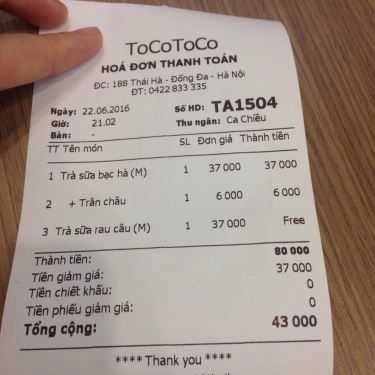 ToCoToCo
HOÁ ĐƠN THANH TOÁN
ĐC: 188 Thái Hà - Đống Đa - Hà Nội
ĐT: 0422 833 335
Ngày: 22.06.2016 Số HD: TA1504
Giờ: 21.02 Thu ngân: Ca Chiều
Bàn: -
TT Tên món SL Đơn giá Thành tiền
1 Trà sữa bạc hà (M) 1 37 000 37 000
2 + Trân châu 1 6 000 6 000
3 Trà sữa rau câu (M) 1 37 000 Free
Thành tiền: 80 000
Tiền giảm giá: 37 000
Tiền chiết khấu: 0
Tiền phiếu giảm giá: 0
Tổng cộng: 43 000
**** Thank you ****